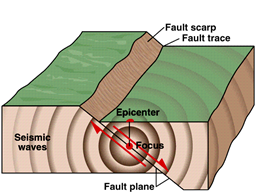 Fault scarp
Fault trace
Epicenter
Seismic
waves
Focus
Fault plane